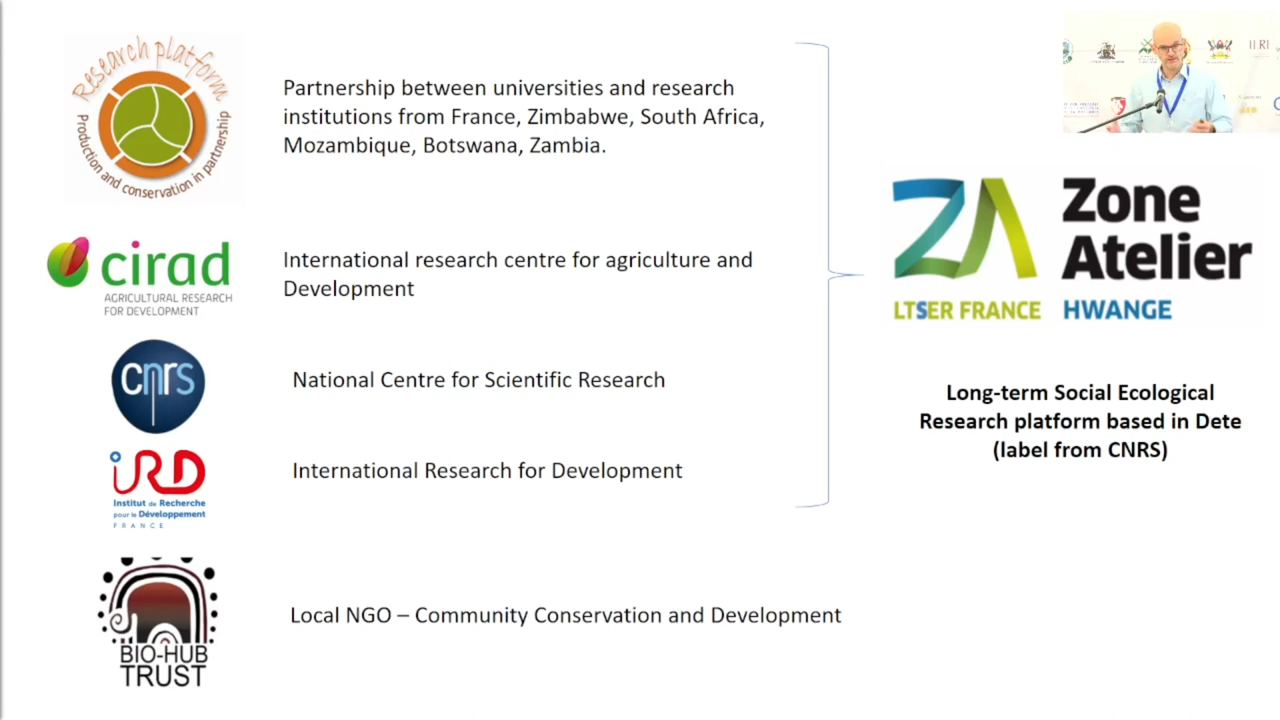 Research platform
Production and conservation in partnership
Partnership between universities and research
institutions from France, Zimbabwe, South Africa,
Mozambique, Botswana, Zambia.
cirad
AGRICULTURAL RESEARCH
FOR DEVELOPMENT
International research centre for agriculture and
Development
cnrs
National Centre for Scientific Research
iRD
Institut de Recherche
pour le Développement
FRANCE
International Research for Development
BIO-HUB
TRUST
Local NGO – Community Conservation and Development
ILRI
ZA
Zone
Atelier
LTSER FRANCE
HWANGE
Long-term Social Ecological
Research platform based in Dete
(label from CNRS)